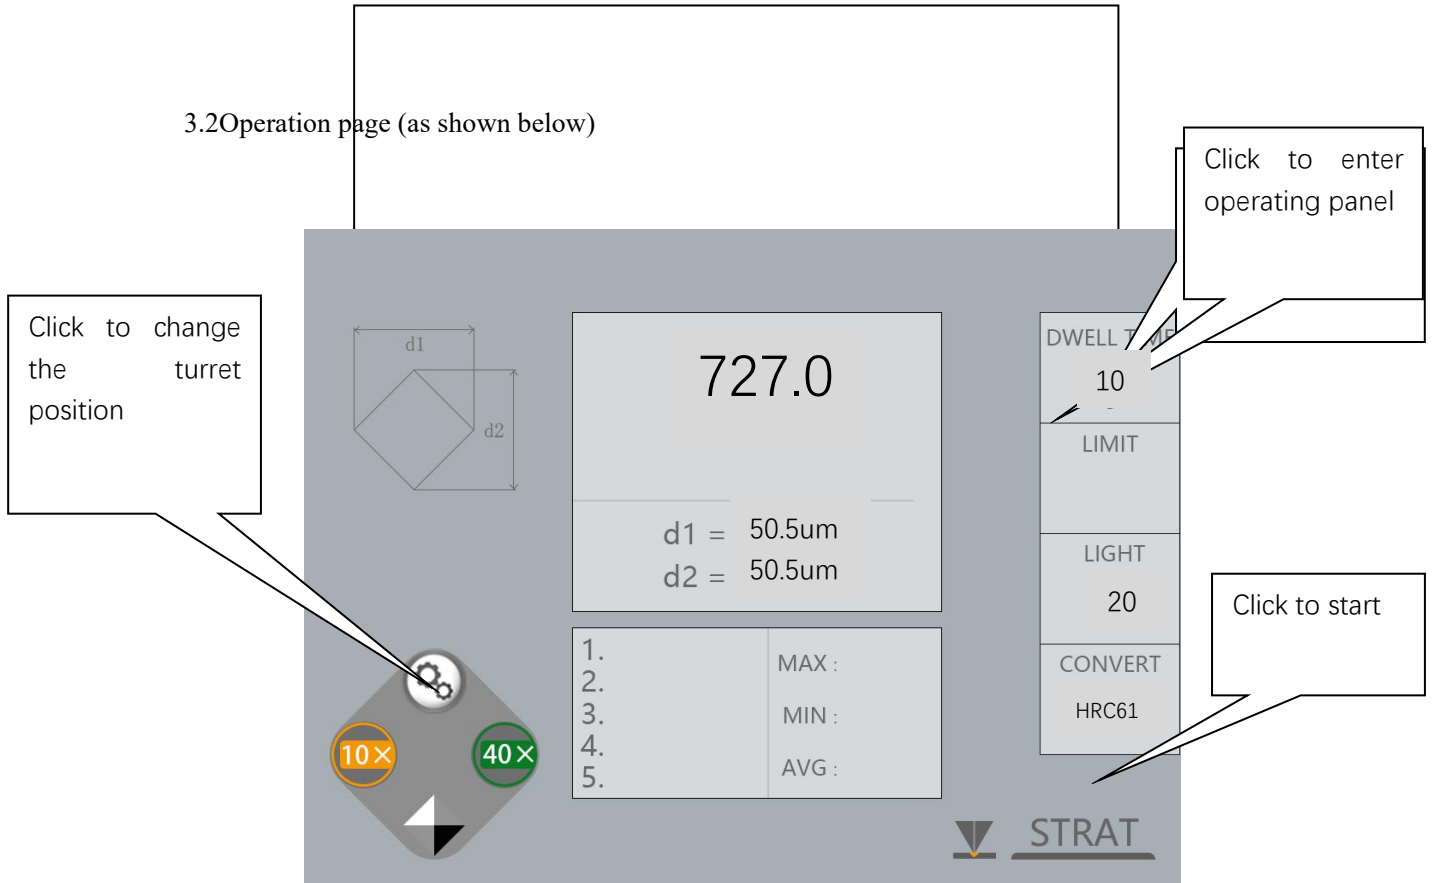 3.2Operation page (as shown below)
Click to enter
operating panel
Click to change
the turret
position
d1
d2
727.0
d1 = 50.5um
d2 = 50.5um
DWELL TIME
10
LIMIT
LIGHT
20
CONVERT
HRC61
Click to start
10×
40×
1.
2.
3.
4.
5.
MAX :
MIN :
AVG :
STRAT